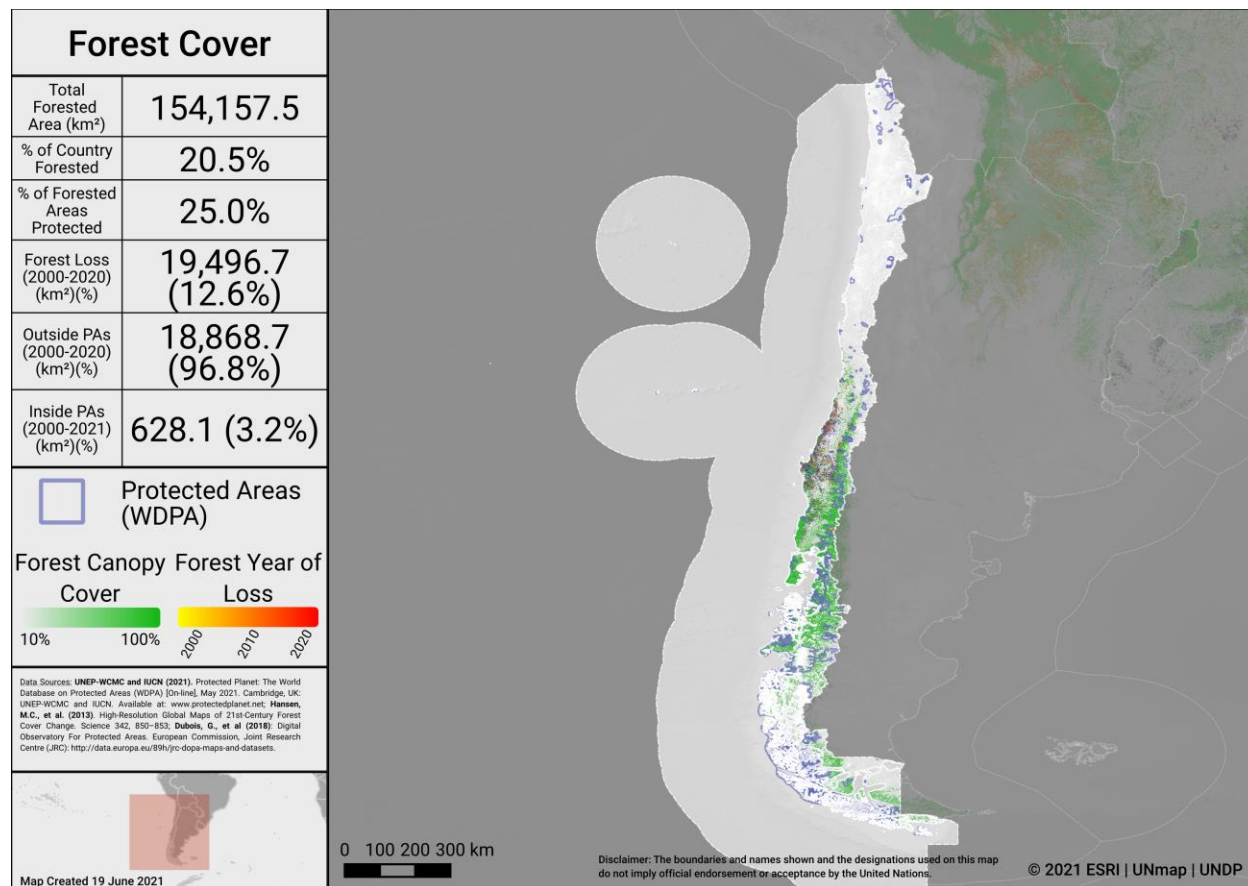 Forest Cover
Total
Forested
Area (km²)
154,157.5
% of Country
Forested
20.5%
% of Forested
Areas
Protected
25.0%
Forest Loss
(2000-2020)
(km²)(%)
19,496.7
(12.6%)
Outside PAs
(2000-2020)
(km²)(%)
18,868.7
(96.8%)
Inside PAs
(2000-2021)
(km²)(%)
628.1 (3.2%)
Protected Areas
(WDPA)
Forest Canopy
Cover
10% 100%
Forest Year of
Loss
2000 2010 2020
Data Sources: UNEP-WCMC and IUCN (2021). Protected Planet: The World
Database on Protected Areas (WDPA) [On-line], May 2021. Cambridge, UK:
UNEP-WCMC and IUCN. Available at: www.protectedplanet.net; Hansen,
M.C., et al. (2013). High-Resolution Global Maps of 21st-Century Forest
Cover Change. Science 342, 850–853; Dubois, G., et al (2018): Digital
Observatory For Protected Areas. European Commission, Joint Research
Centre (JRC): http://data.europa.eu/89h/jrc-dopa-maps-and-datasets.
Map Created 19 June 2021
0 100 200 300 km
Disclaimer: The boundaries and names shown and the designations used on this map
do not imply official endorsement or acceptance by the United Nations.
© 2021 ESRI | UNmap | UNDP